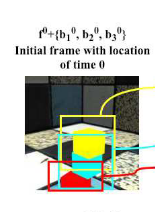 f⁰+{b₁⁰, b₂⁰, b₃⁰}
Initial frame with location
of time 0